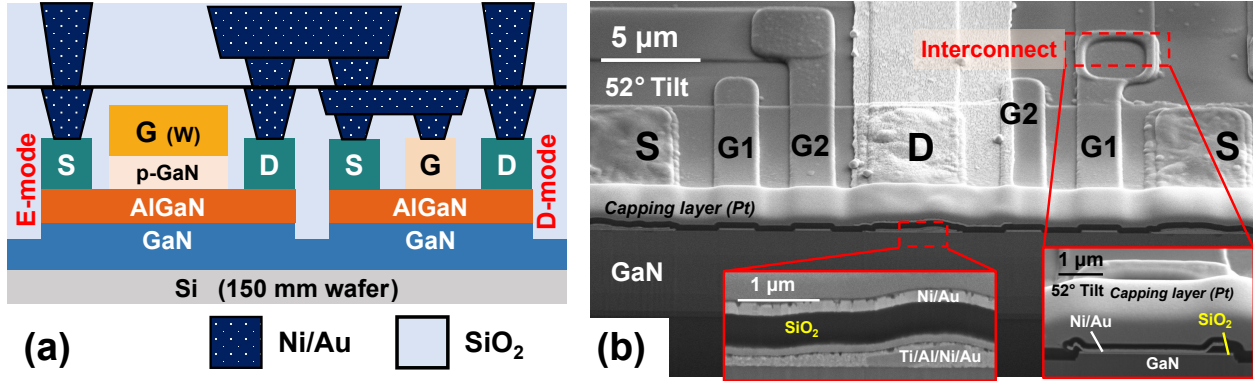 E-mode
S
G (W)
p-GaN
D
S
G
D
D-mode
AlGaN
AlGaN
GaN
GaN
Si (150 mm wafer)
(a)
Ni/Au
SiO₂
5 µm
52° Tilt
Interconnect
S
G1
G2
D
G2
G1
S
Capping layer (Pt)
GaN
1 µm
Ni/Au
SiO₂
Ti/Al/Ni/Au
1 µm
52° Tilt
Capping layer (Pt)
Ni/Au
SiO₂
GaN
(b)